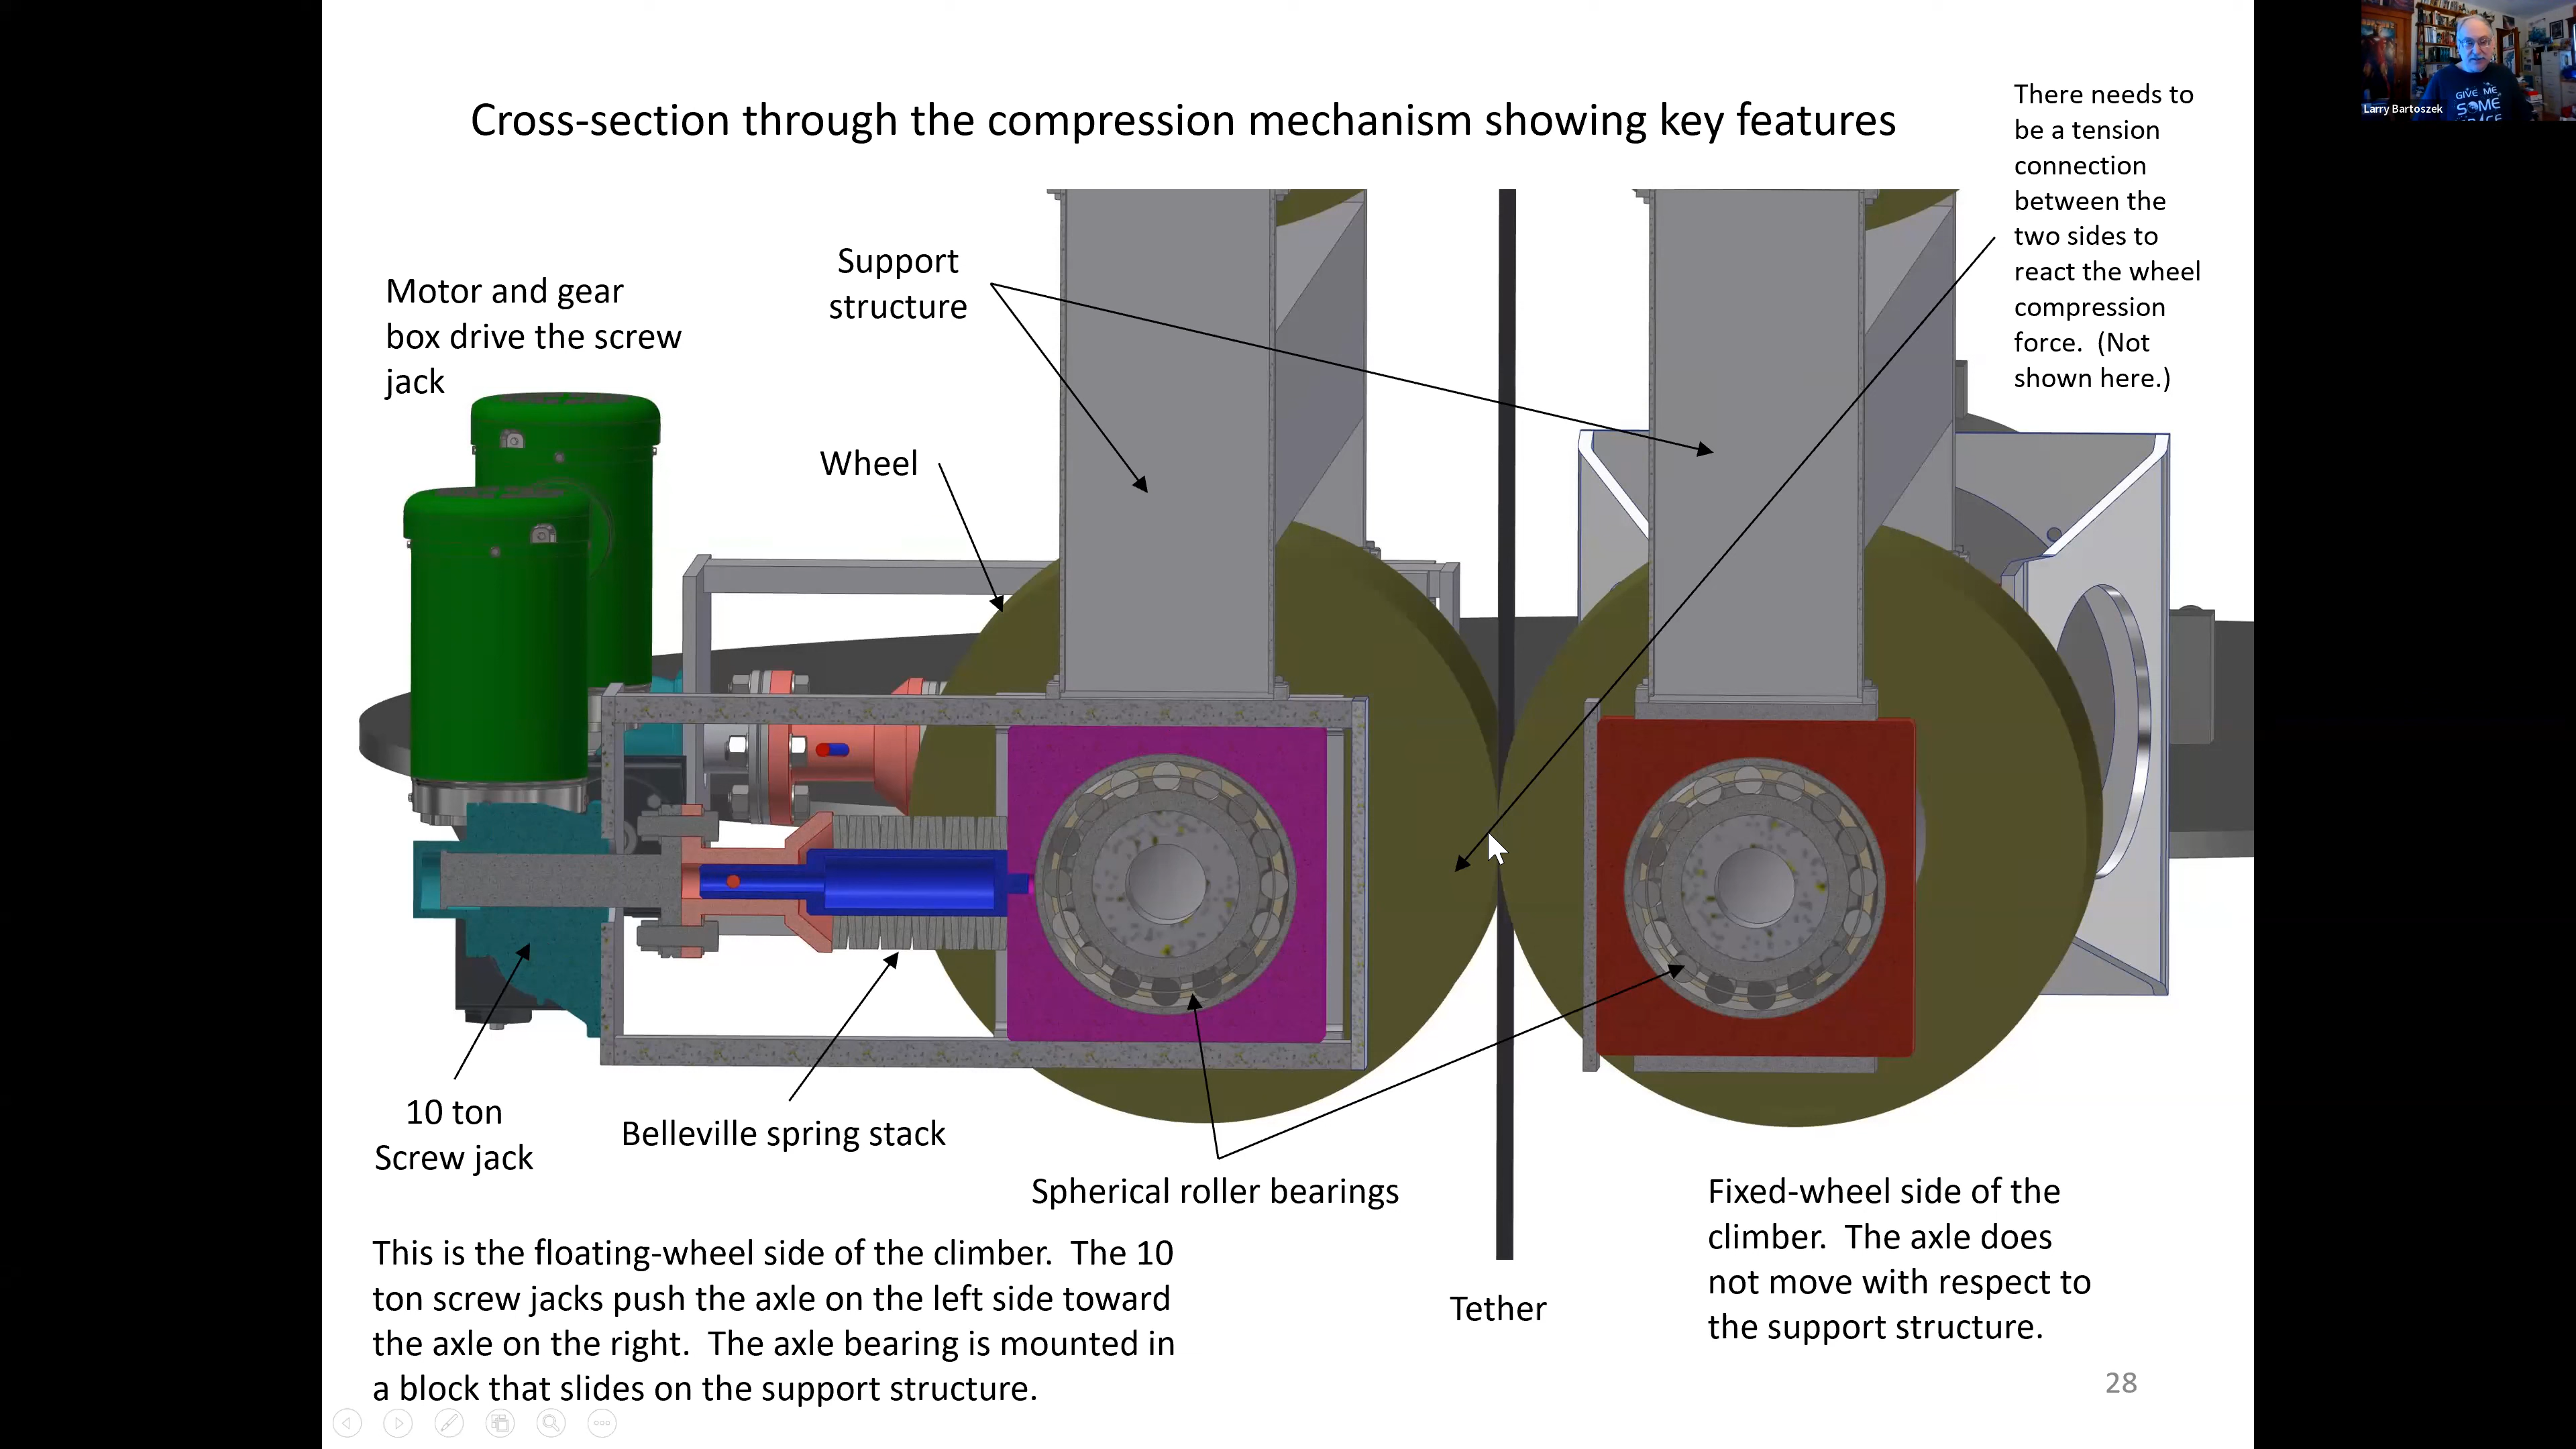 Cross-section through the compression mechanism showing key features
There needs to
be a tension
connection
between the
two sides to
react the wheel
compression
force.  (Not
shown here.)
Larry Bartoszek
GIVE ME
SOME
Motor and gear
box drive the screw
jack
Support
structure
Wheel
10 ton
Screw jack
Belleville spring stack
Spherical roller bearings
Tether
This is the floating-wheel side of the climber.  The 10
ton screw jacks push the axle on the left side toward
the axle on the right.  The axle bearing is mounted in
a block that slides on the support structure.
Fixed-wheel side of the
climber.  The axle does
not move with respect to
the support structure.
28